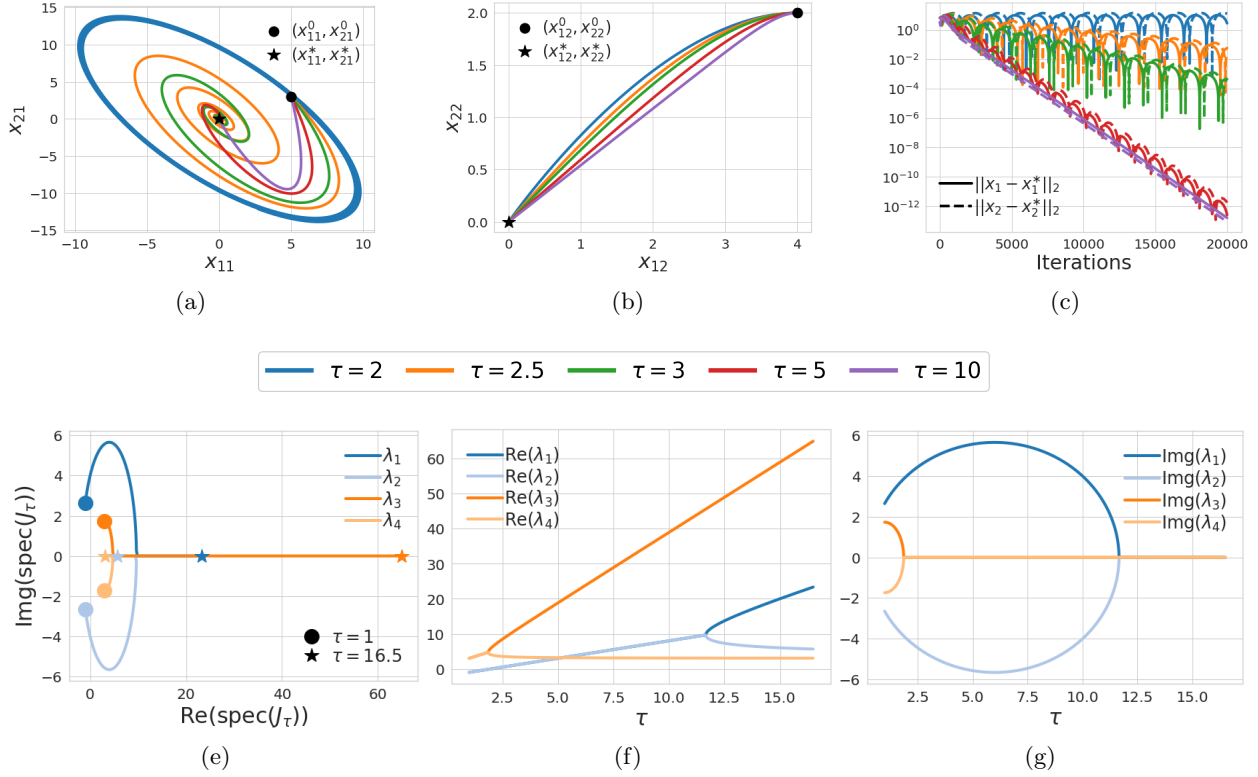 15
10
5
0
−5
−10
−15
−10
−5
0
5
10
x₂₁
x₁₁
(x⁰₁₁, x⁰₂₁)
(x*₁₁, x*₂₁)
(a)
2.0
1.5
1.0
0.5
0.0
0
1
2
3
4
x₂₂
x₁₂
(x⁰₁₂, x⁰₂₂)
(x*₁₂, x*₂₂)
(b)
10⁰
10⁻²
10⁻⁴
10⁻⁶
10⁻⁸
10⁻¹⁰
10⁻¹²
0
5000
10000
15000
20000
Iterations
||x₁ − x₁*||₂
||x₂ − x₂*||₂
(c)
τ = 2
τ = 2.5
τ = 3
τ = 5
τ = 10
6
4
2
0
−2
−4
−6
0
20
40
60
Img(spec(J_τ))
Re(spec(J_τ))
λ₁
λ₂
λ₃
λ₄
τ = 1
τ = 16.5
(e)
60
50
40
30
20
10
0
2.5
5.0
7.5
10.0
12.5
15.0
τ
Re(λ₁)
Re(λ₂)
Re(λ₃)
Re(λ₄)
(f)
6
4
2
0
−2
−4
−6
2.5
5.0
7.5
10.0
12.5
15.0
τ
Img(λ₁)
Img(λ₂)
Img(λ₃)
Img(λ₄)
(g)